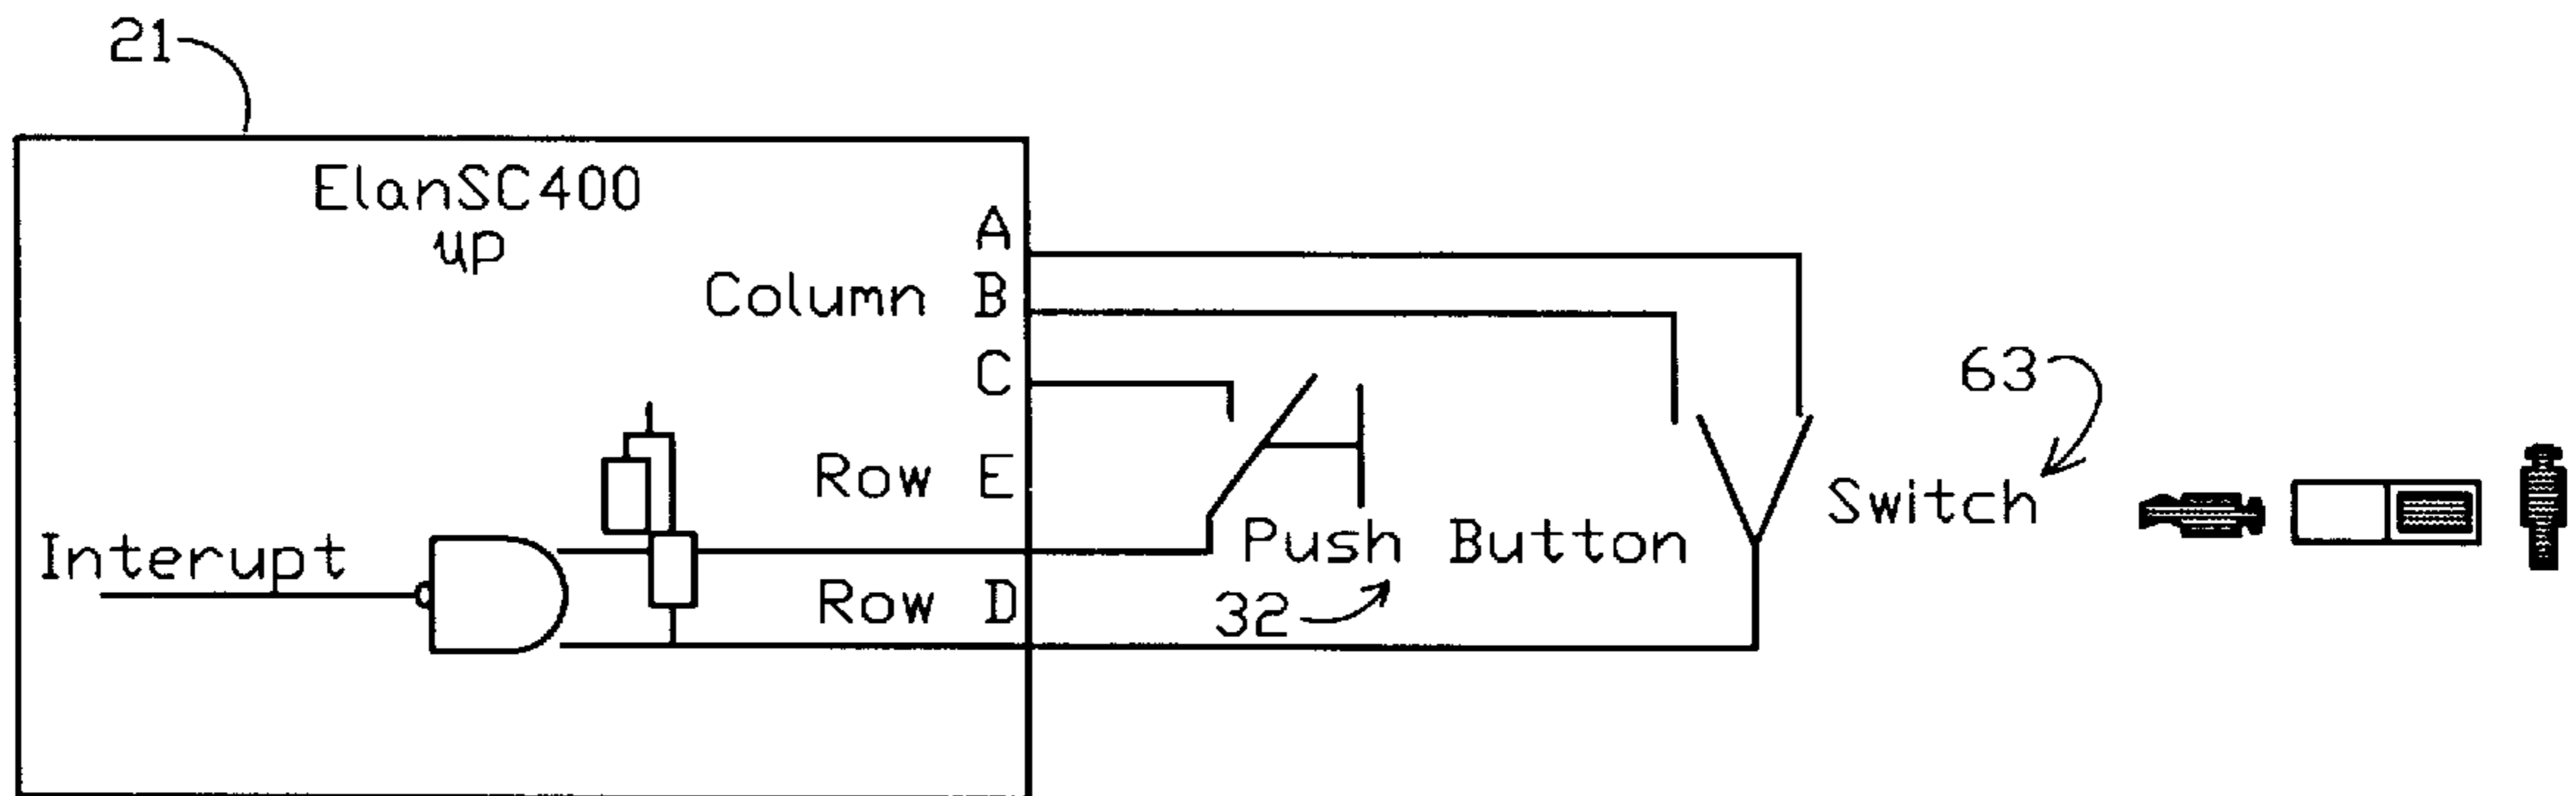 21
ElanSC400
up
A
Column B
C
63
Row E
Switch
Interupt
Push Button
Row D
32